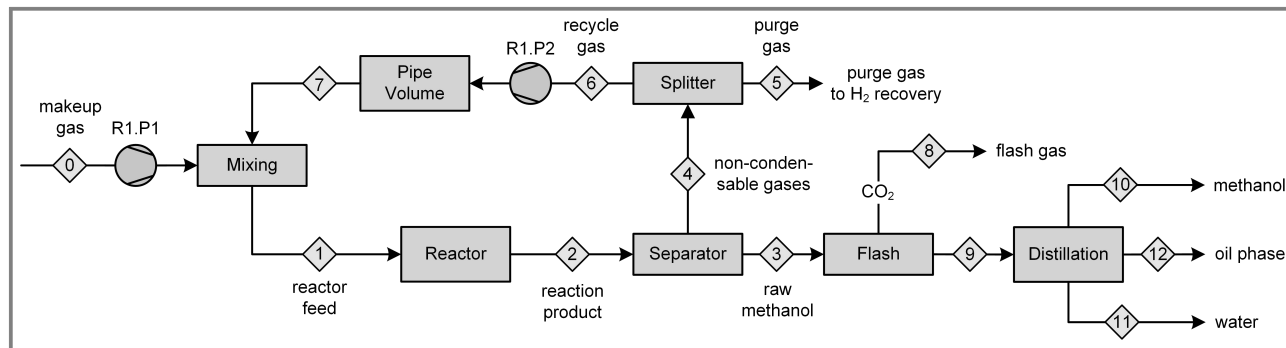 recycle
gas
R1.P2
purge
gas
7
Pipe
Volume
6
Splitter
5
purge gas
to H₂ recovery
makeup
gas
R1.P1
0
Mixing
4
non-conden-
sable gases
8
flash gas
CO₂
10
methanol
1
Reactor
2
Separator
3
Flash
9
Distillation
12
oil phase
reactor
feed
reaction
product
raw
methanol
11
water